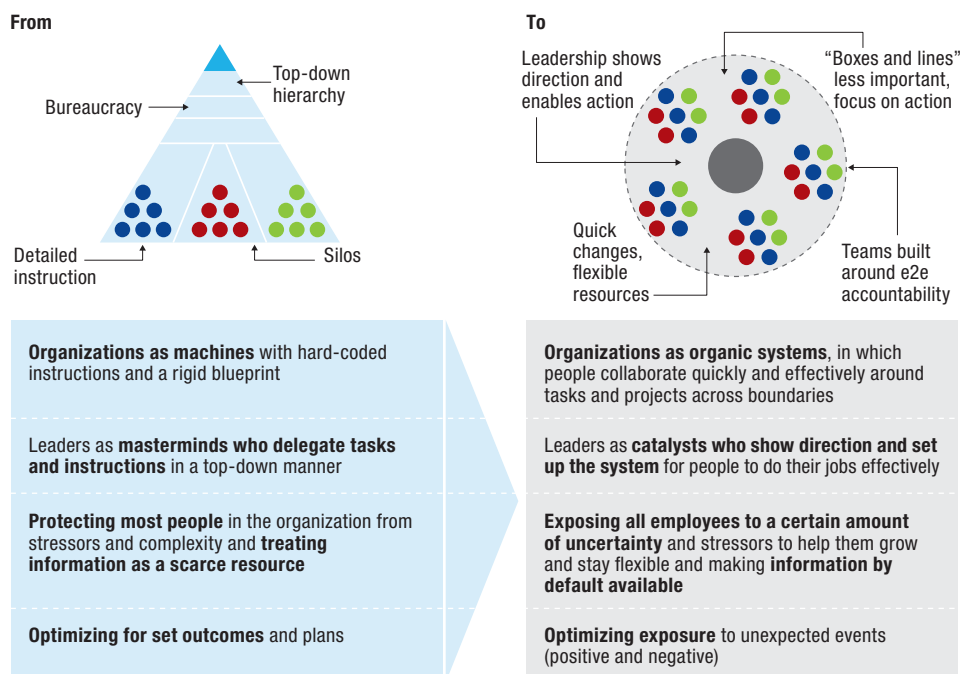 From
Top-down
hierarchy
Bureaucracy
Detailed
instruction
Silos
To
Leadership shows
direction and
enables action
“Boxes and lines”
less important,
focus on action
Quick
changes,
flexible
resources
Teams built
around e2e
accountability
Organizations as machines with hard-coded
instructions and a rigid blueprint
Leaders as masterminds who delegate tasks
and instructions in a top-down manner
Protecting most people in the organization from
stressors and complexity and treating
information as a scarce resource
Optimizing for set outcomes and plans
Organizations as organic systems, in which
people collaborate quickly and effectively around
tasks and projects across boundaries
Leaders as catalysts who show direction and set
up the system for people to do their jobs effectively
Exposing all employees to a certain amount
of uncertainty and stressors to help them grow
and stay flexible and making information by
default available
Optimizing exposure to unexpected events
(positive and negative)